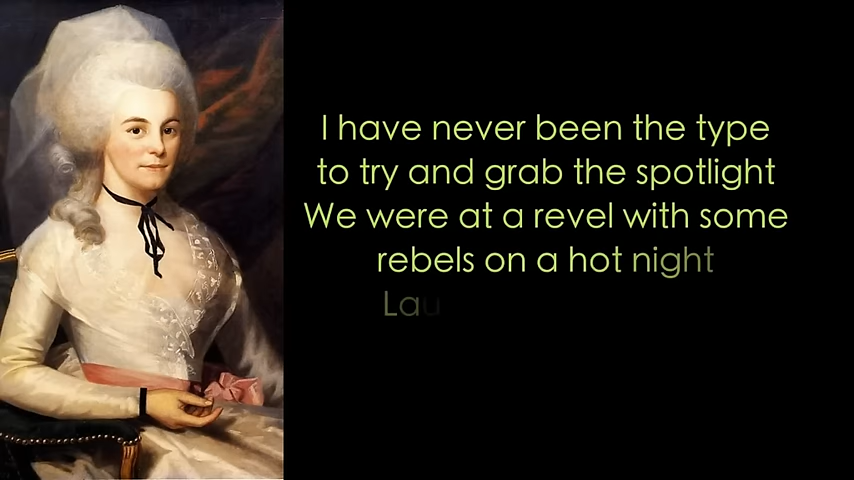 I have never been the type
to try and grab the spotlight
We were at a revel with some
rebels on a hot night